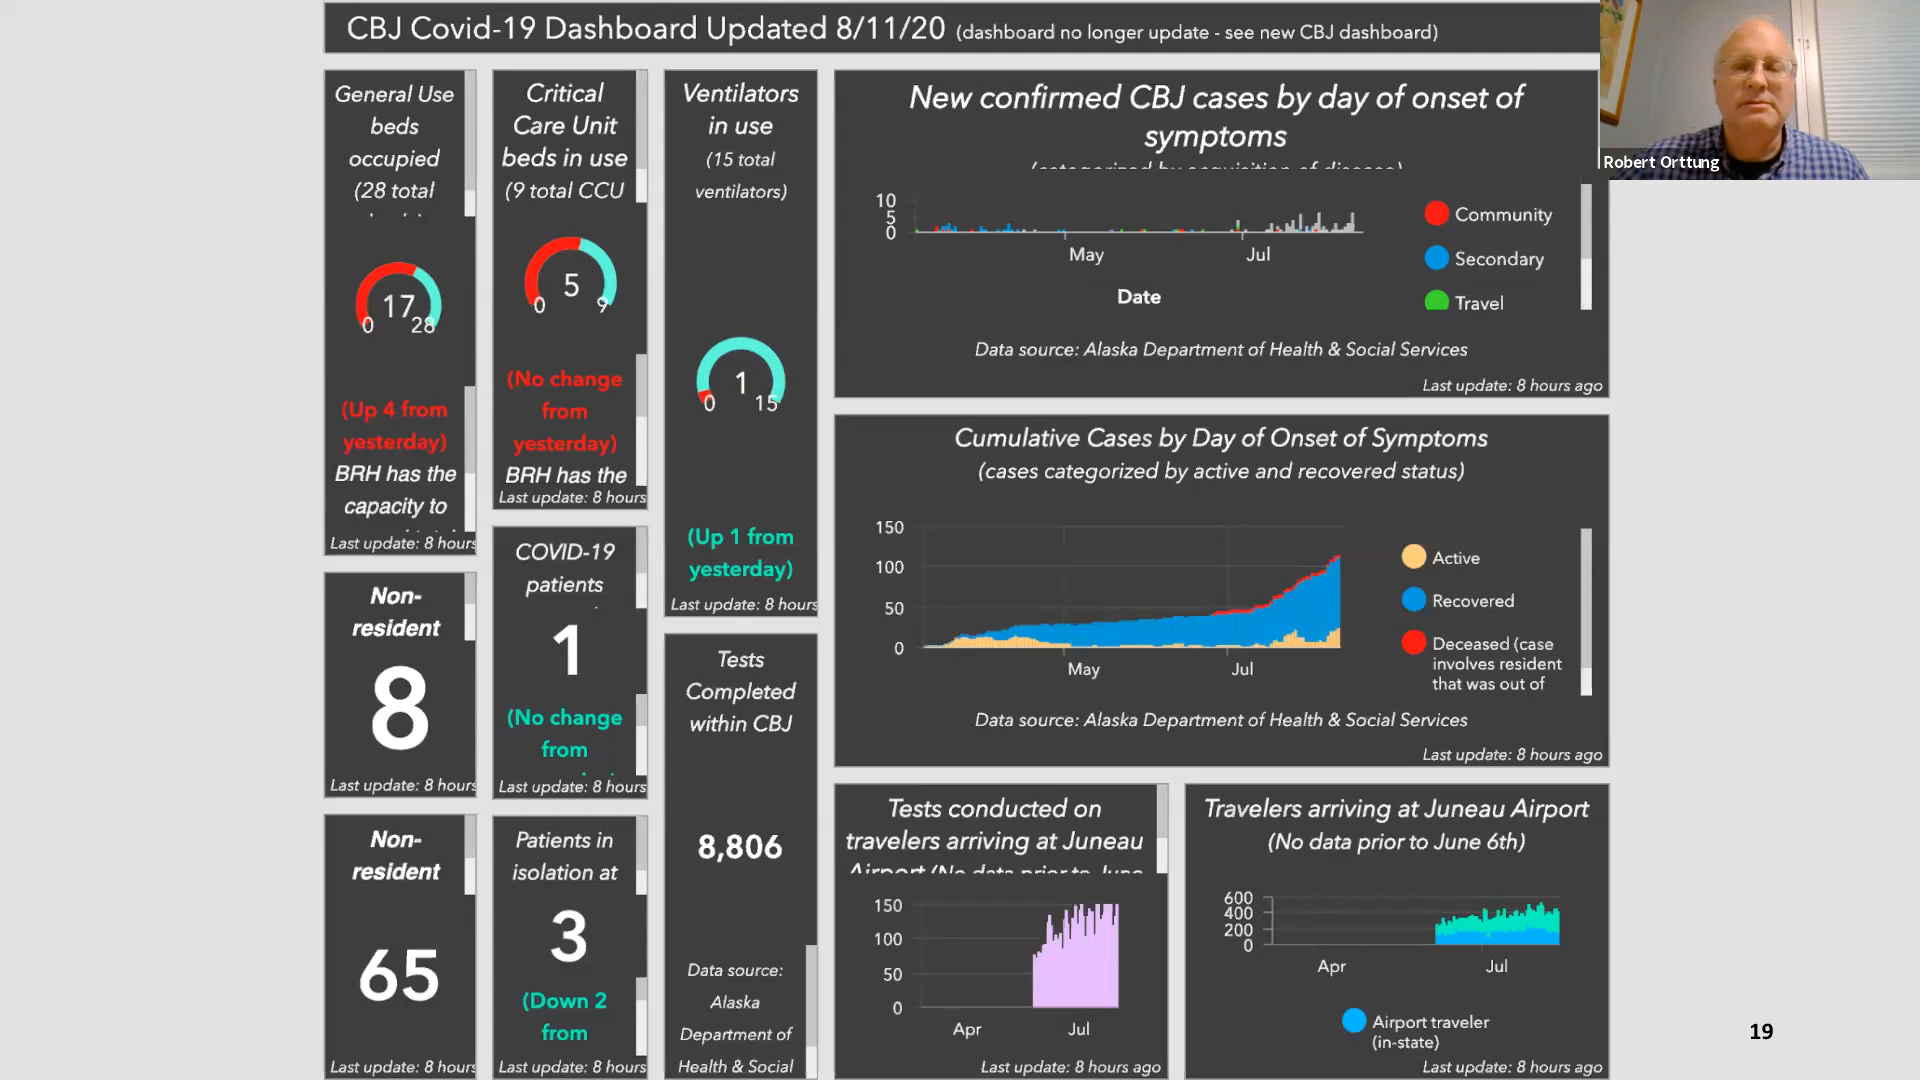 CBJ Covid-19 Dashboard Updated 8/11/20 (dashboard no longer update - see new CBJ dashboard)
Robert Orttung
General Use
beds
occupied
(28 total
17
0
28
(Up 4 from
yesterday)
BRH has the
capacity to
Last update: 8 hours
Non-
resident
8
Last update: 8 hours
Non-
resident
65
Last update: 8 hours
Critical
Care Unit
beds in use
(9 total CCU
5
0
9
(No change
from
yesterday)
BRH has the
Last update: 8 hours
COVID-19
patients
1
(No change
from
Last update: 8 hours
Patients in
isolation at
3
(Down 2
from
Last update: 8 hours
Ventilators
in use
(15 total
ventilators)
1
0
15
(Up 1 from
yesterday)
Last update: 8 hours
Tests
Completed
within CBJ
8,806
Data source:
Alaska
Department of
Health & Social
New confirmed CBJ cases by day of onset of
symptoms
(categorized by acquisition of disease)
10
5
0
May
Jul
Date
Community
Secondary
Travel
Data source: Alaska Department of Health & Social Services
Last update: 8 hours ago
Cumulative Cases by Day of Onset of Symptoms
(cases categorized by active and recovered status)
150
100
50
0
May
Jul
Active
Recovered
Deceased (case
involves resident
that was out of
Data source: Alaska Department of Health & Social Services
Last update: 8 hours ago
Tests conducted on
travelers arriving at Juneau
Airport (No data prior to June
150
100
50
0
Apr
Jul
Last update: 8 hours ago
Travelers arriving at Juneau Airport
(No data prior to June 6th)
600
400
200
0
Apr
Jul
Airport traveler
(in-state)
Last update: 8 hours ago
19